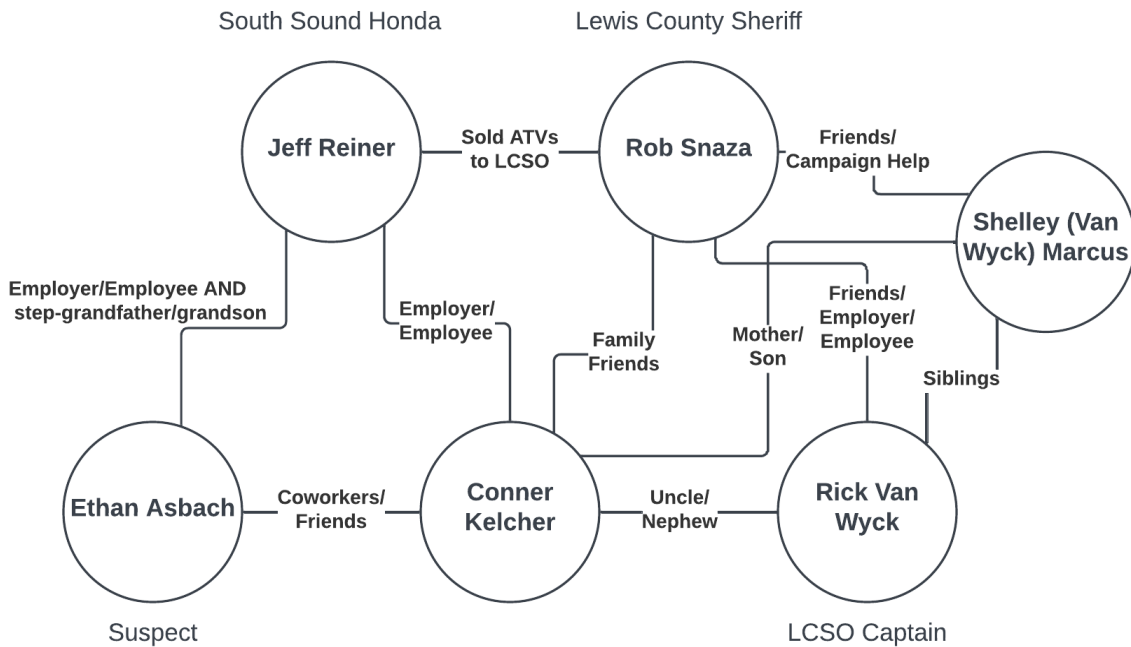 South Sound Honda
Lewis County Sheriff
Jeff Reiner
Sold ATVs
to LCSO
Rob Snaza
Friends/
Campaign Help
Shelley (Van
Wyck) Marcus
Employer/Employee AND
step-grandfather/grandson
Employer/
Employee
Family
Friends
Mother/
Son
Friends/
Employer/
Employee
Siblings
Ethan Asbach
Coworkers/
Friends
Conner
Kelcher
Uncle/
Nephew
Rick Van
Wyck
Suspect
LCSO Captain